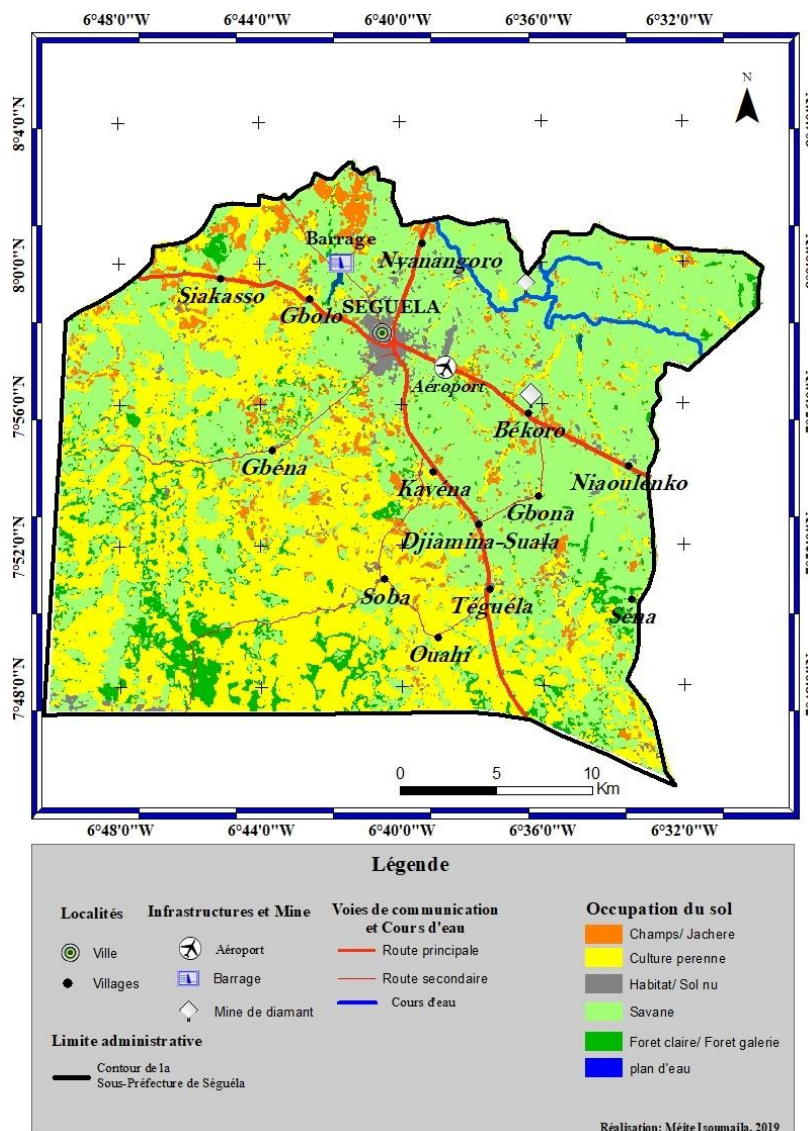 6°48'0"W
6°44'0"W
6°40'0"W
6°36'0"W
6°32'0"W
N
8°4'0"N
8°0'0"N
7°56'0"N
7°52'0"N
7°48'0"N
Barrage
Nyanangoro
Siakasso
Gbolo
SEGUELA
Aéroport
Békoro
Gbéna
Kavéna
Niaoulénko
Gbona
Djiamina-Suala
Soba
Téguéla
Séna
Ouahi
0 5 10
Km
6°48'0"W
6°44'0"W
6°40'0"W
6°36'0"W
6°32'0"W
Légende
Localités
Ville
Villages
Limite administrative
Contour de la
Sous-Préfecture de Séguéla
Infrastructures et Mine
Aéroport
Barrage
Mine de diamant
Voies de communication
et Cours d'eau
Route principale
Route secondaire
Cours d'eau
Occupation du sol
Champs/ Jachere
Culture perenne
Habitat/ Sol nu
Savane
Foret claire/ Foret galerie
plan d'eau
Réalisation: Méite Isoumaila, 2019